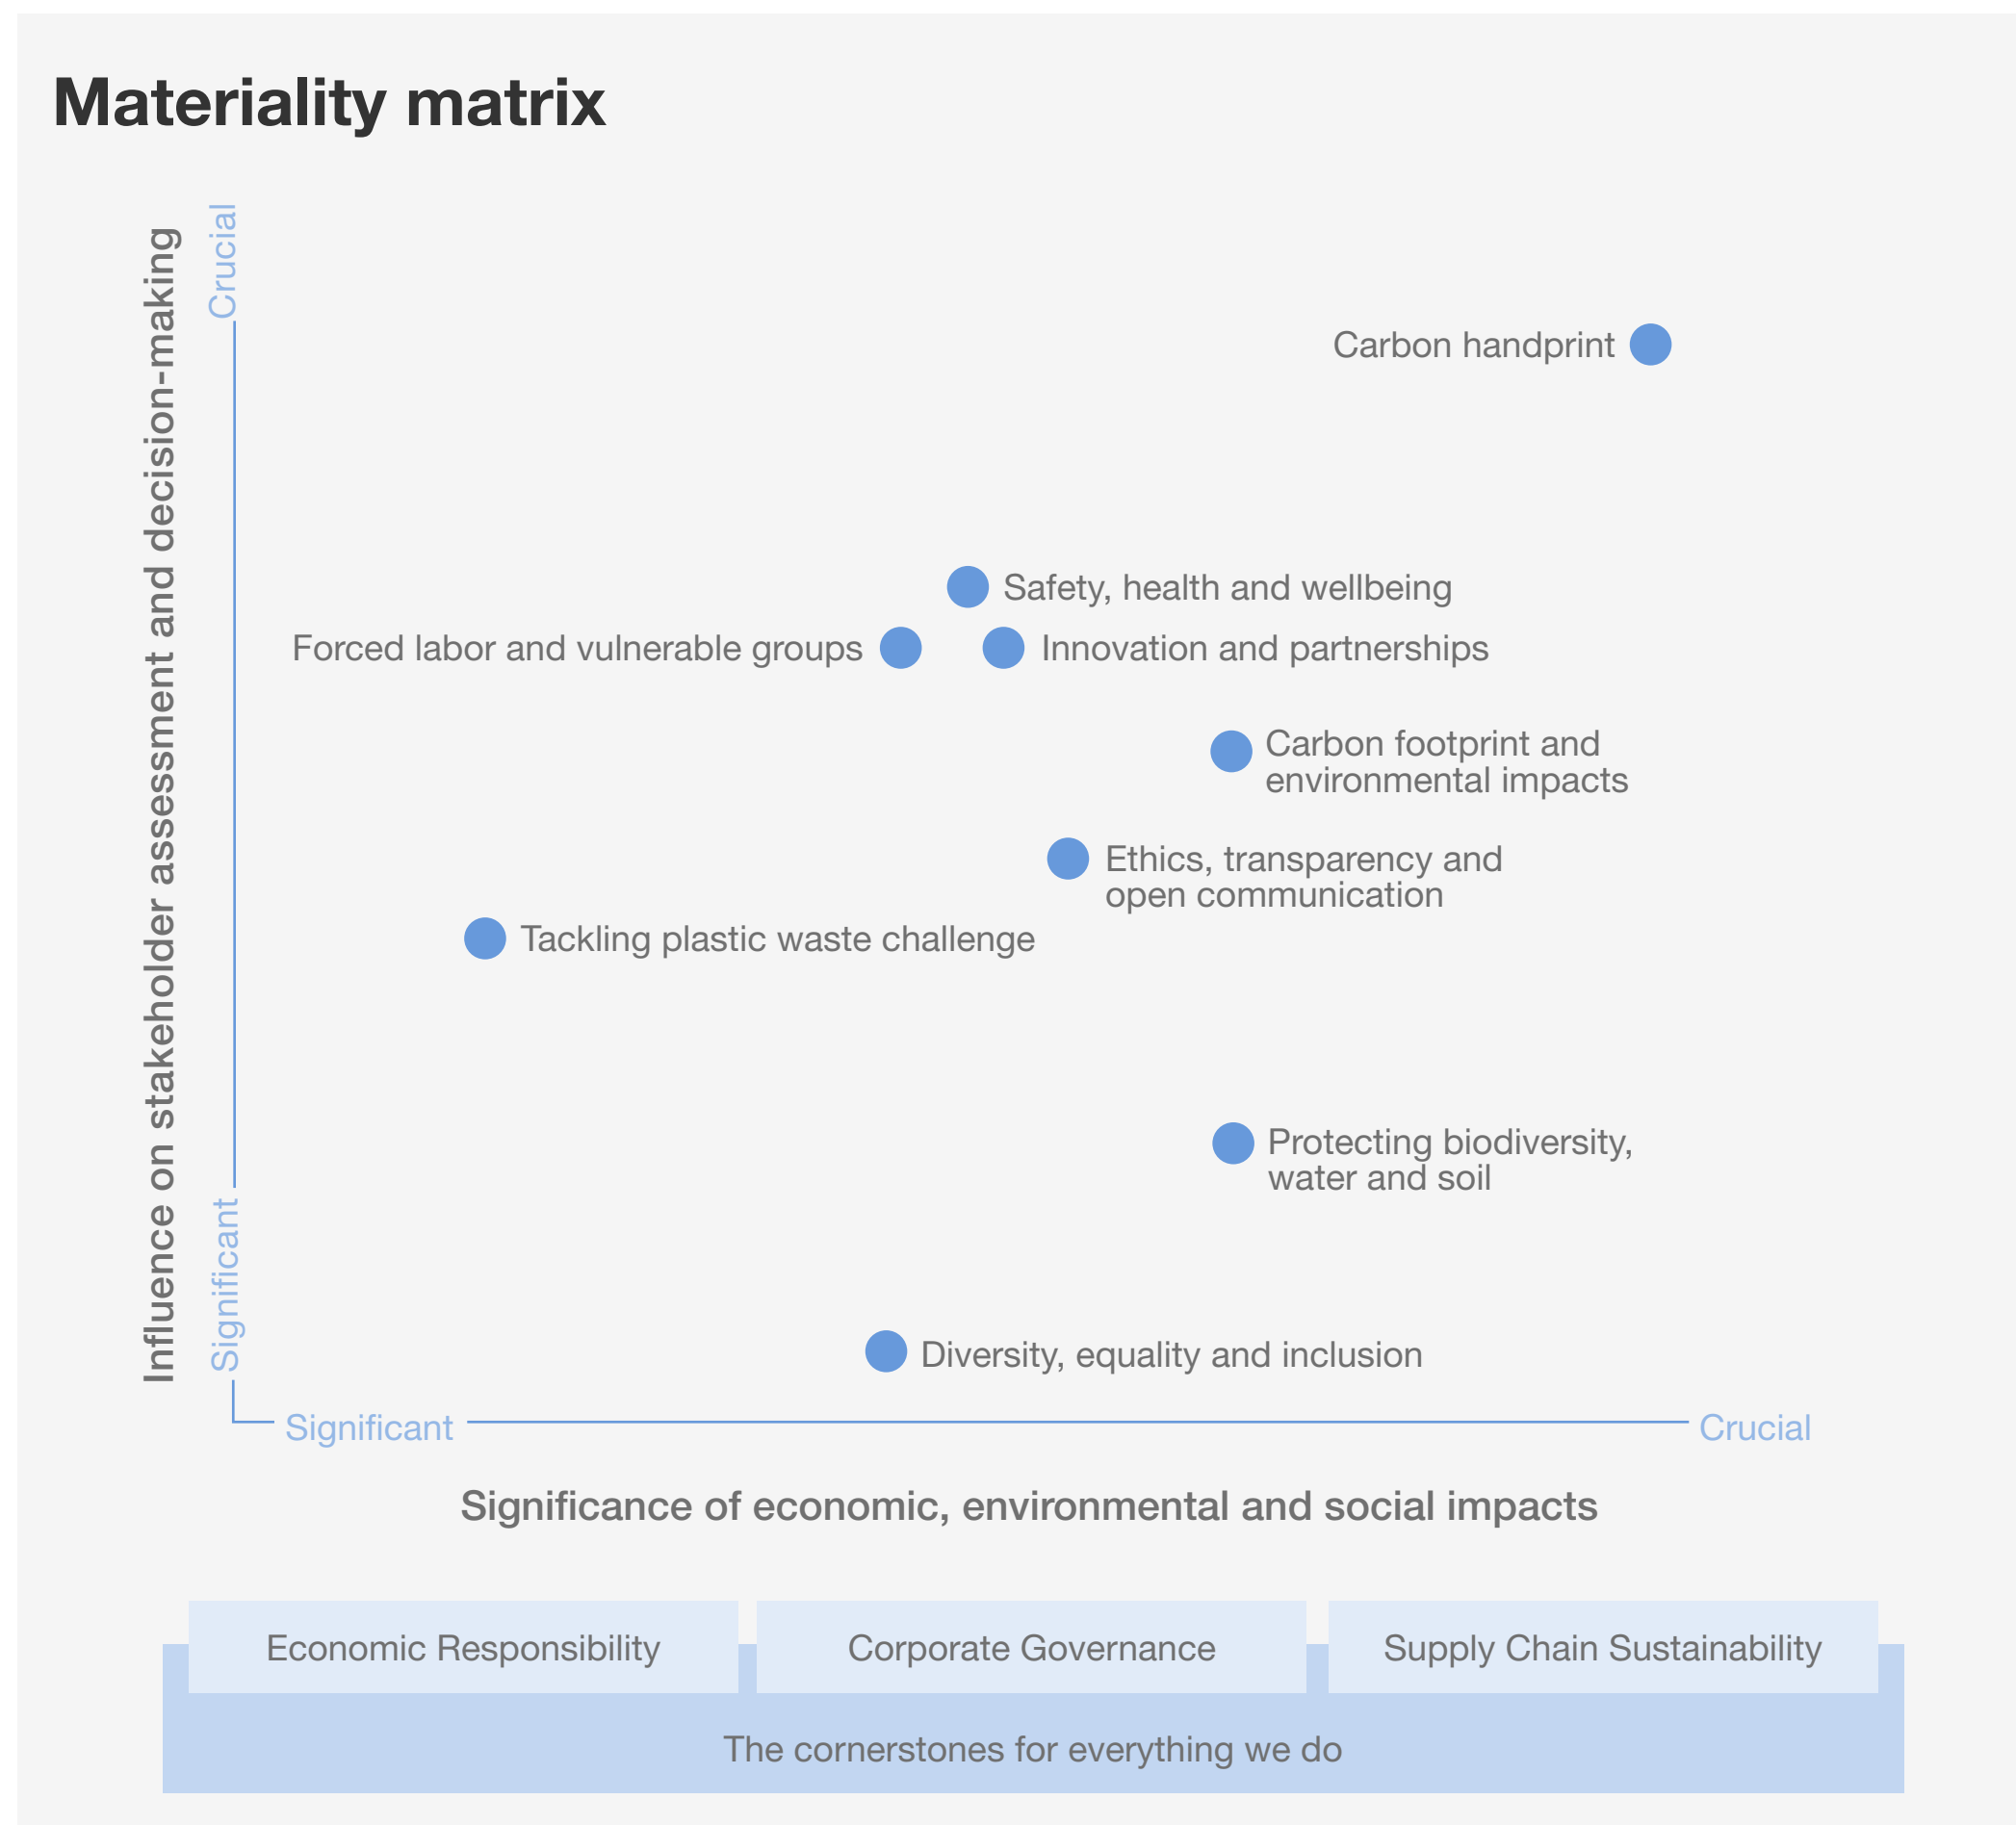 Materiality matrix
Influence on stakeholder assessment and decision-making
Crucial
Carbon handprint
Safety, health and wellbeing
Forced labor and vulnerable groups
Innovation and partnerships
Carbon footprint and
environmental impacts
Ethics, transparency and
open communication
Tackling plastic waste challenge
Protecting biodiversity,
water and soil
Significant
Diversity, equality and inclusion
Significant
Crucial
Significance of economic, environmental and social impacts
Economic Responsibility
Corporate Governance
Supply Chain Sustainability
The cornerstones for everything we do